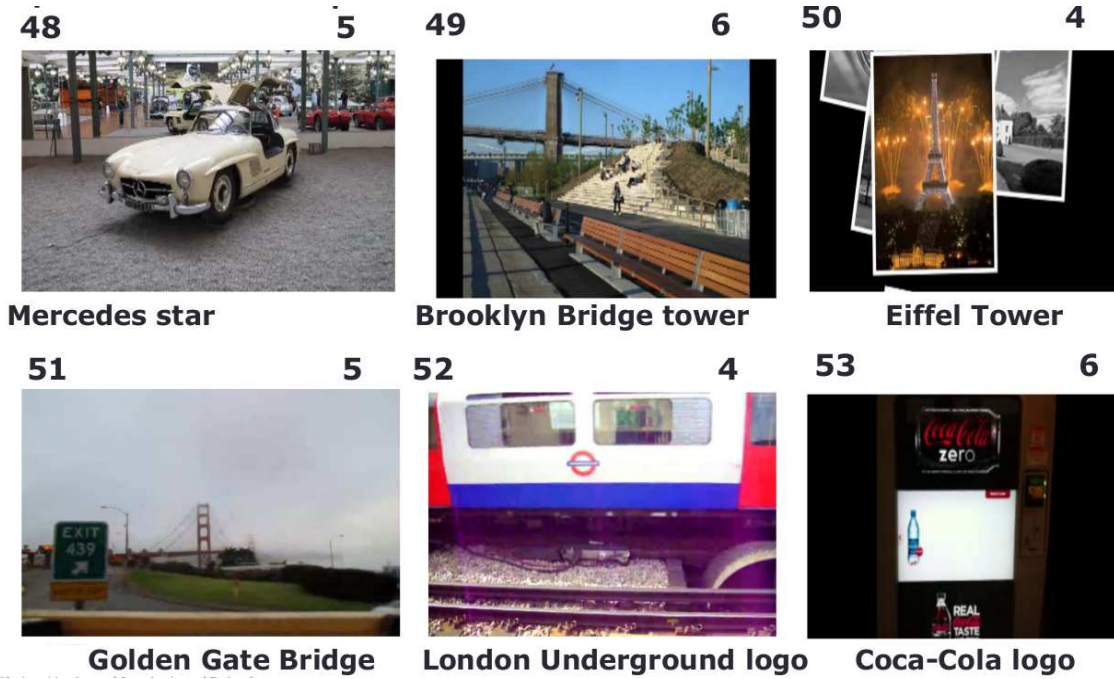 48 5
49 6
50 4
Mercedes star
Brooklyn Bridge tower
Eiffel Tower
51 5
52 4
53 6
EXIT
439
Coca-Cola
zero
REAL
TASTE
Golden Gate Bridge
London Underground logo
Coca-Cola logo